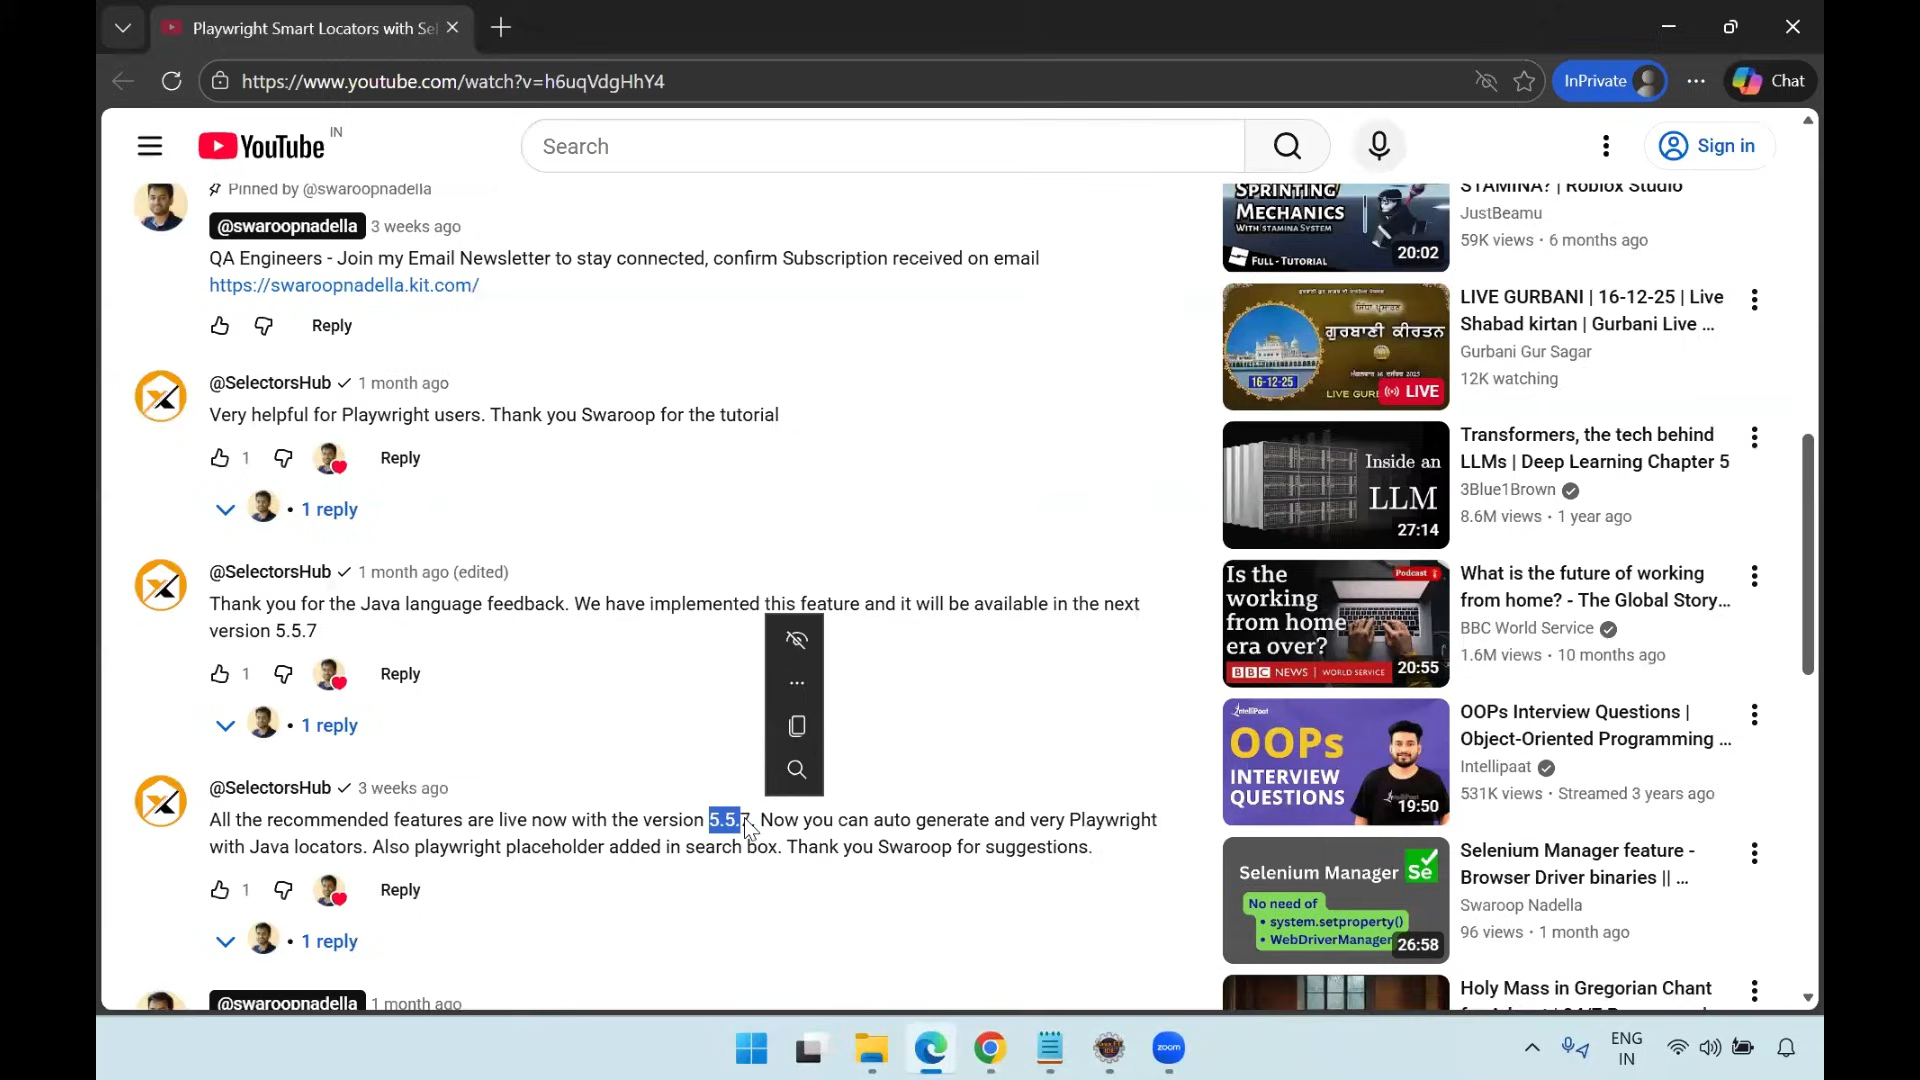 Playwright Smart Locators with Sel
https://www.youtube.com/watch?v=h6uqVdgHhY4
InPrivate
Chat
YouTube IN
Search
Sign in
Pinned by @swaroopnadella
@swaroopnadella 3 weeks ago
QA Engineers - Join my Email Newsletter to stay connected, confirm Subscription received on email
https://swaroopnadella.kit.com/
Reply
@SelectorsHub 1 month ago
Very helpful for Playwright users. Thank you Swaroop for the tutorial
1 Reply
• 1 reply
@SelectorsHub 1 month ago (edited)
Thank you for the Java language feedback. We have implemented this feature and it will be available in the next
version 5.5.7
1 Reply
• 1 reply
@SelectorsHub 3 weeks ago
All the recommended features are live now with the version 5.5.7. Now you can auto generate and very Playwright
with Java locators. Also playwright placeholder added in search box. Thank you Swaroop for suggestions.
1 Reply
• 1 reply
@swaroopnadella 1 month ago
SPRINTING
MECHANICS
WITH STAMINA SYSTEM
FULL-TUTORIAL
20:02
STAMINA? | Roblox Studio
JustBeamu
59K views • 6 months ago
ਗੁਰਬਾਣੀ ਕੀਰਤਨ
16-12-25
LIVE
LIVE GURBANI | 16-12-25 | Live
Shabad kirtan | Gurbani Live ...
Gurbani Gur Sagar
12K watching
Inside an
LLM
27:14
Transformers, the tech behind
LLMs | Deep Learning Chapter 5
3Blue1Brown
8.6M views • 1 year ago
Is the
working
from home
era over?
Podcast
BBC NEWS | WORLD SERVICE
20:55
What is the future of working
from home? - The Global Story...
BBC World Service
1.6M views • 10 months ago
IntelliPaat
OOPs
INTERVIEW
QUESTIONS
19:50
OOPs Interview Questions |
Object-Oriented Programming ...
Intellipaat
531K views • Streamed 3 years ago
Selenium Manager Se
No need of
• system.setproperty()
• WebDriverManager
26:58
Selenium Manager feature -
Browser Driver binaries || ...
Swaroop Nadella
96 views • 1 month ago
Holy Mass in Gregorian Chant
zoom
ENG
IN